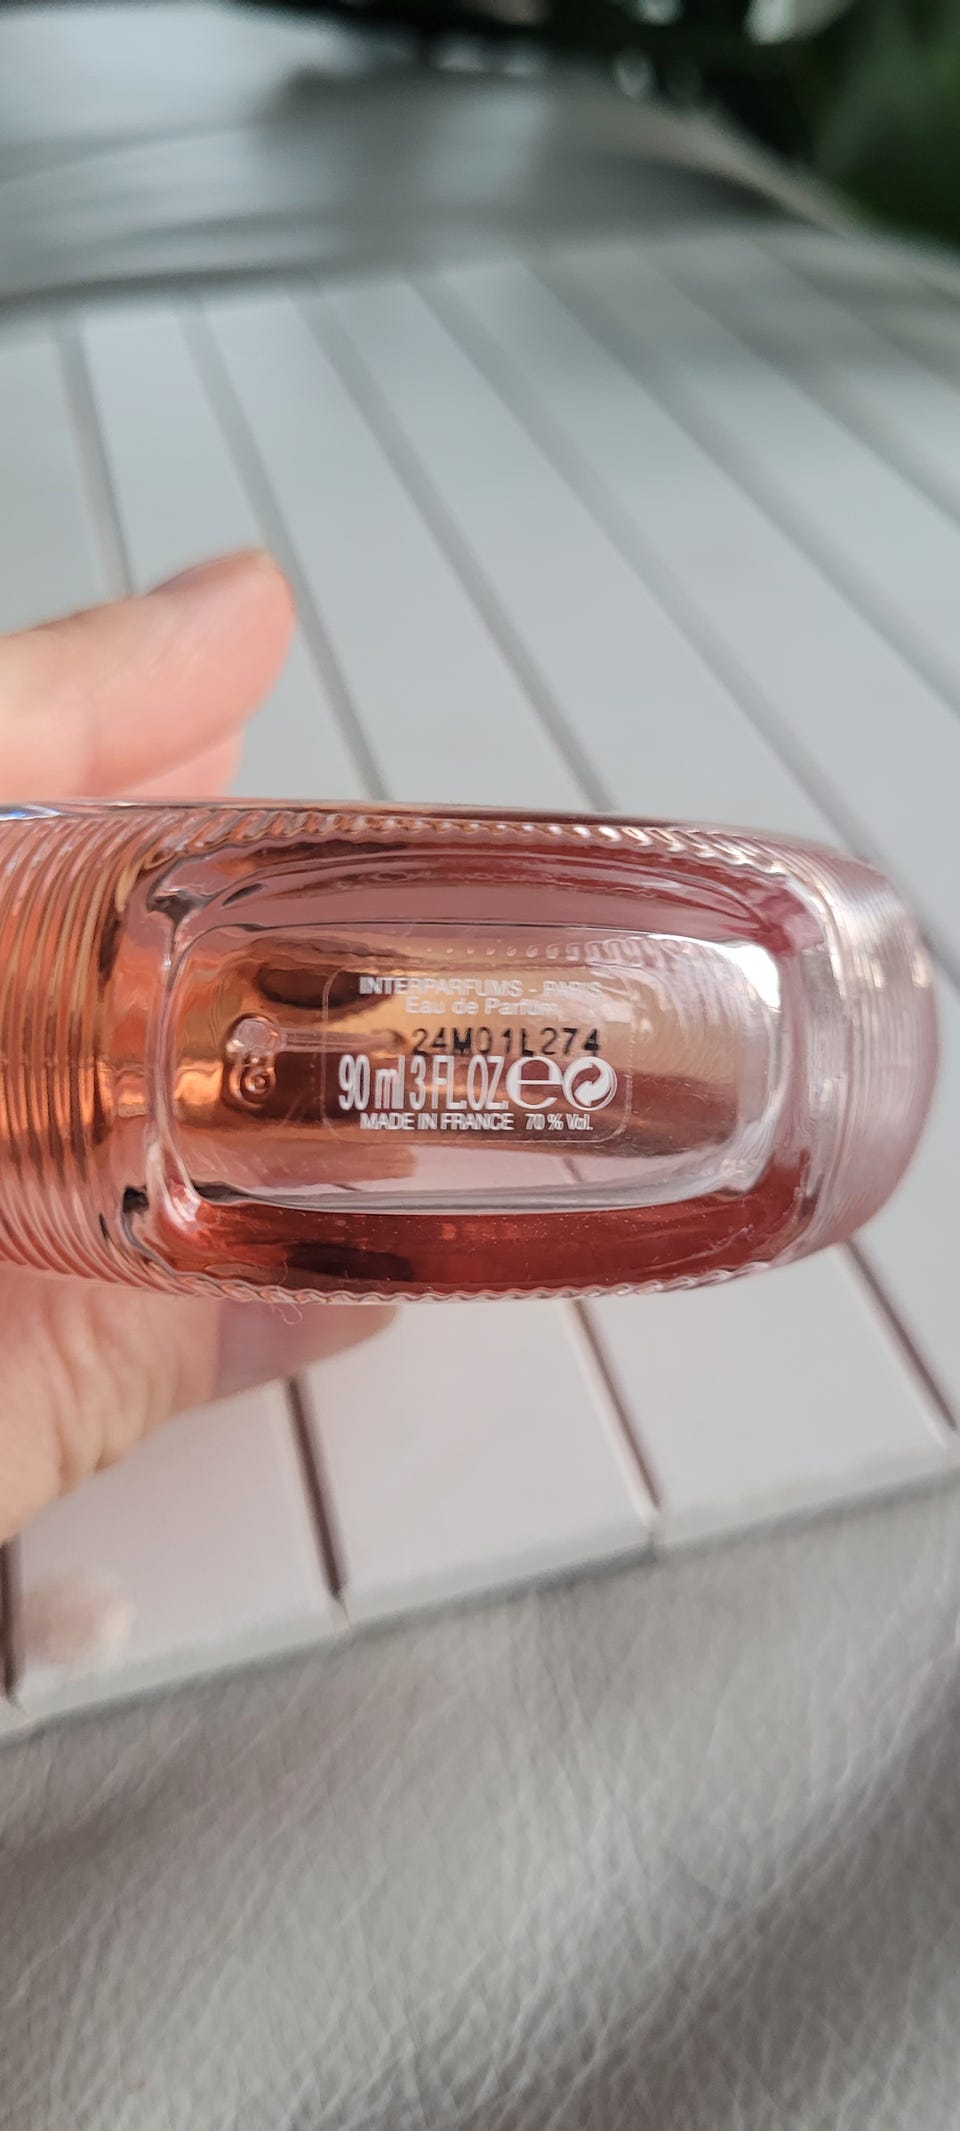 INTERPARFUMS - PARIS
Eau de Parfum
24M01L274
90 ml 3 FL.OZ. e
MADE IN FRANCE 70 % Vol.